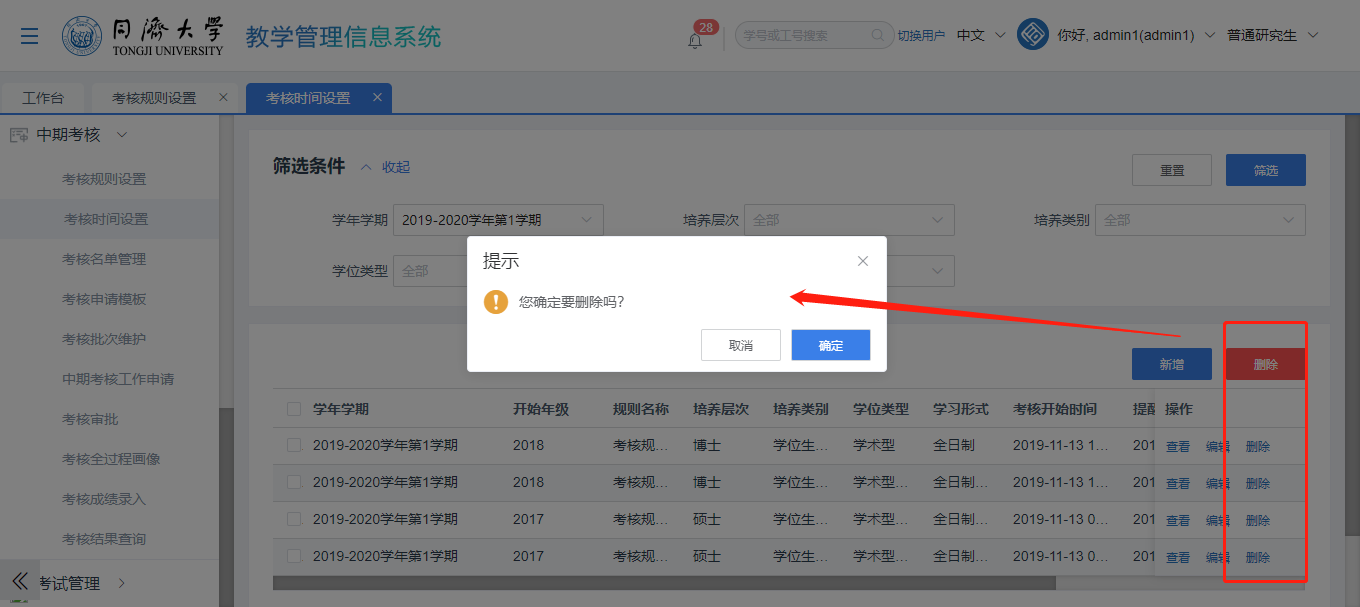 同濟大学
TONGJI UNIVERSITY
教学管理信息系统
28
学号或工号搜索
切换用户
中文
你好, admin1(admin1)
普通研究生
工作台
考核规则设置
考核时间设置
中期考核
考核规则设置
考核时间设置
考核名单管理
考核申请模板
考核批次维护
中期考核工作申请
考核审批
考核全过程画像
考核成绩录入
考核结果查询
考试管理
筛选条件 收起
重置 筛选
学年学期 2019-2020学年第1学期 培养层次 全部 培养类别 全部
学位类型 全部
提示
您确定要删除吗?
取消 确定
新增 删除
学年学期 开始年级 规则名称 培养层次 培养类别 学位类型 学习形式 考核开始时间 提醒 操作
2019-2020学年第1学期 2018 考核规... 博士 学位生... 学术型 全日制 2019-11-13 1... 201 查看 编辑 删除
2019-2020学年第1学期 2018 考核规... 博士 学位生... 学术型... 全日制... 2019-11-13 1... 201 查看 编辑 删除
2019-2020学年第1学期 2017 考核规... 硕士 学位生... 学术型... 全日制... 2019-11-13 0... 201 查看 编辑 删除
2019-2020学年第1学期 2017 考核规... 硕士 学位生... 学术型... 全日制... 2019-11-13 0... 201 查看 编辑 删除